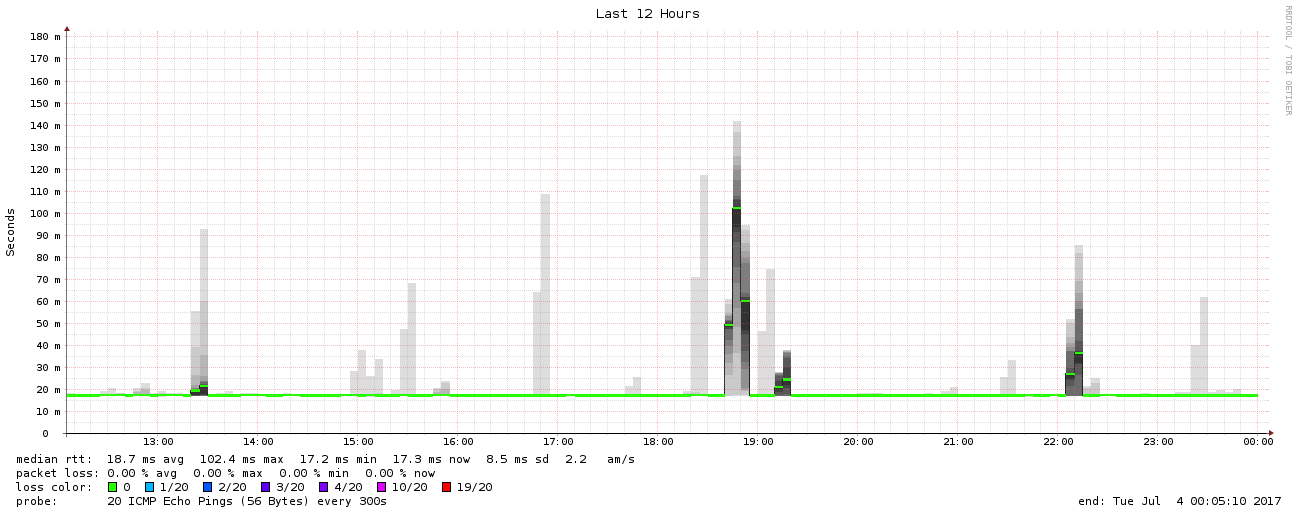 Last 12 Hours
RRDTOOL / TOBI OETIKER
Seconds
180 m
170 m
160 m
150 m
140 m
130 m
120 m
110 m
100 m
90 m
80 m
70 m
60 m
50 m
40 m
30 m
20 m
10 m
0
13:00 14:00 15:00 16:00 17:00 18:00 19:00 20:00 21:00 22:00 23:00 00:00
median rtt: 18.7 ms avg 102.4 ms max 17.2 ms min 17.3 ms now 8.5 ms sd 2.2 am/s
packet loss: 0.00 % avg 0.00 % max 0.00 % min 0.00 % now
loss color: 0 1/20 2/20 3/20 4/20 10/20 19/20
probe: 20 ICMP Echo Pings (56 Bytes) every 300s end: Tue Jul 4 00:05:10 2017